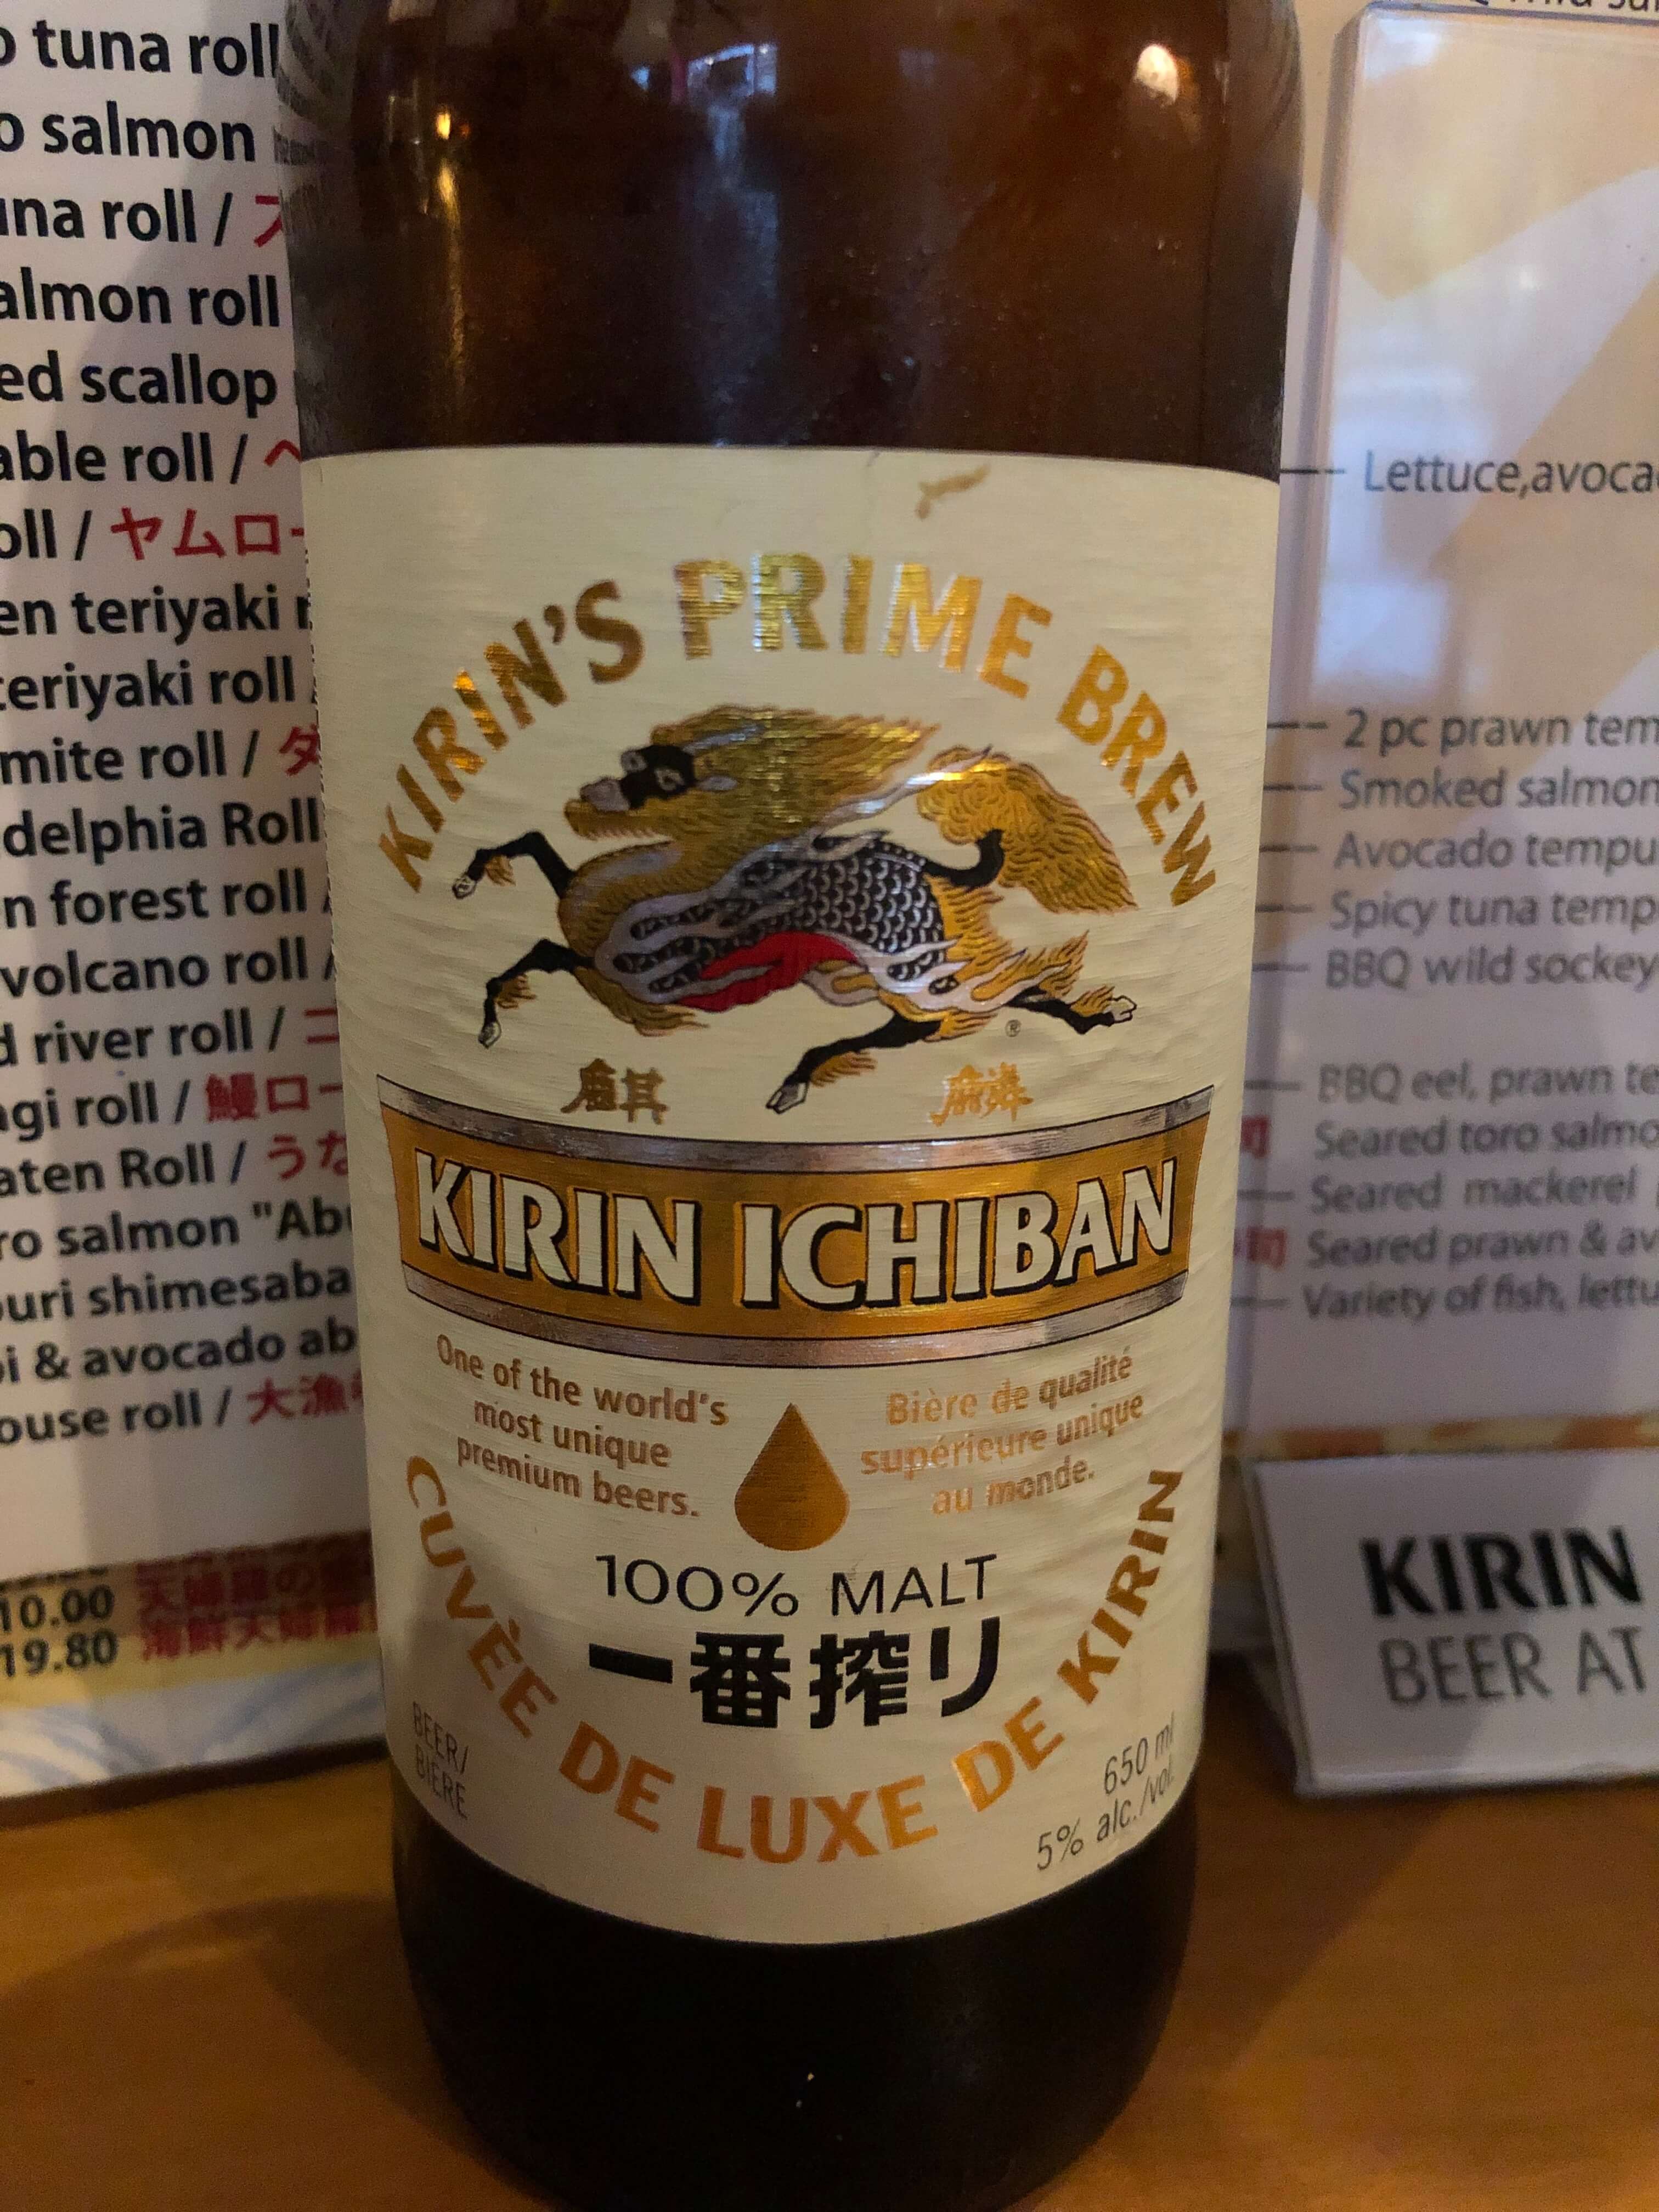 tuna roll
salmon
una roll /
almon roll
ed scallop
able roll /
oll / ヤムロー
en teriyaki
teriyaki roll
mite roll / ダ
delphia Roll
n forest roll
volcano roll
d river roll / コ
agi roll / 鰻ロー
aten Roll / うな
ro salmon "Ab
ouri shimesaba
i & avocado ab
ouse roll / 大漁
10.00
19.80
KIRIN'S PRIME BREW
®
麒 麟
KIRIN ICHIBAN
One of the world's
most unique
premium beers.
Bière de qualité
supérieure unique
au monde.
100% MALT
一番搾り
CUVÈE DE LUXE DE KIRIN
BEER/
BIÈRE
650 ml
5% alc./vol.
Lettuce,avoca
2 pc prawn tem
Smoked salmon
Avocado tempu
Spicy tuna temp
BBQ wild sockey
BBQ eel, prawn te
Seared toro salmo
Seared mackerel
Seared prawn & av
Variety of fish, lettu
KIRIN
BEER AT